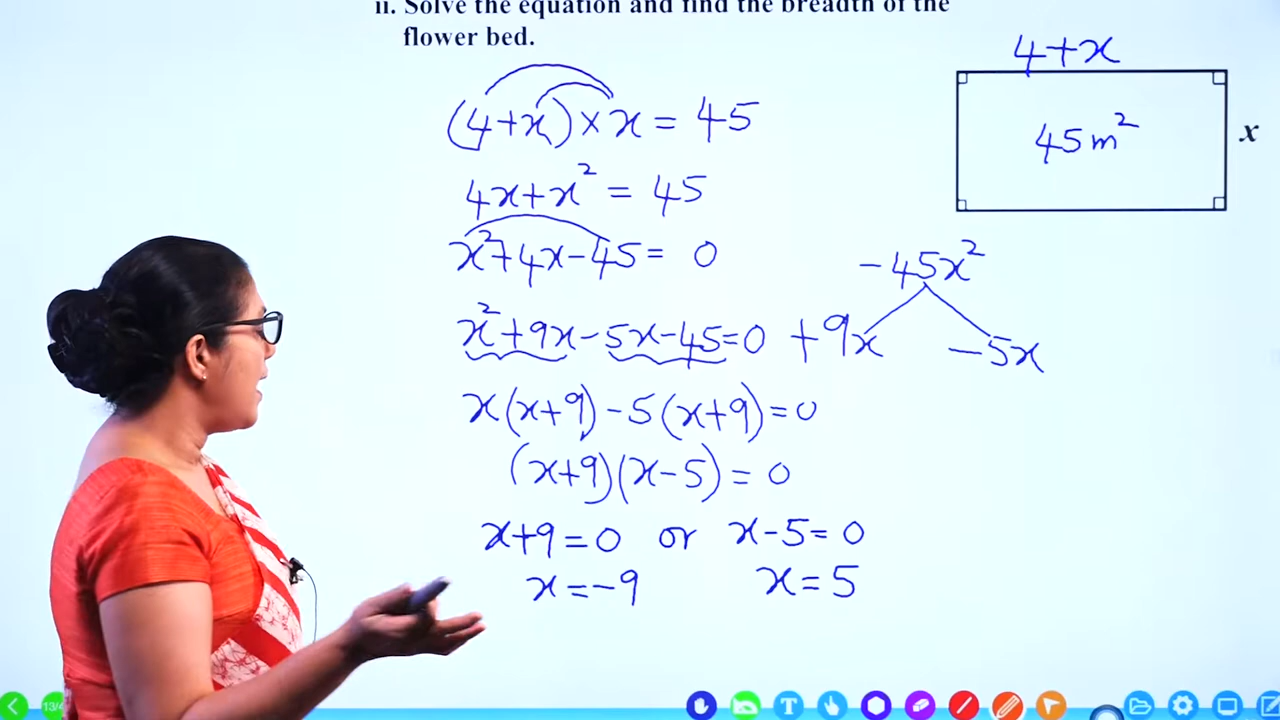 ii. Solve the equation and find the breadth of the
flower bed.
4+x
45m²
x
(4+x)×x = 45
4x+x² = 45
x²+4x-45= 0
-45x²
+9x -5x
x²+9x-5x-45=0
x(x+9)-5(x+9)=0
(x+9)(x-5)=0
x+9=0 or x-5=0
x=-9 x=5
13/4
T